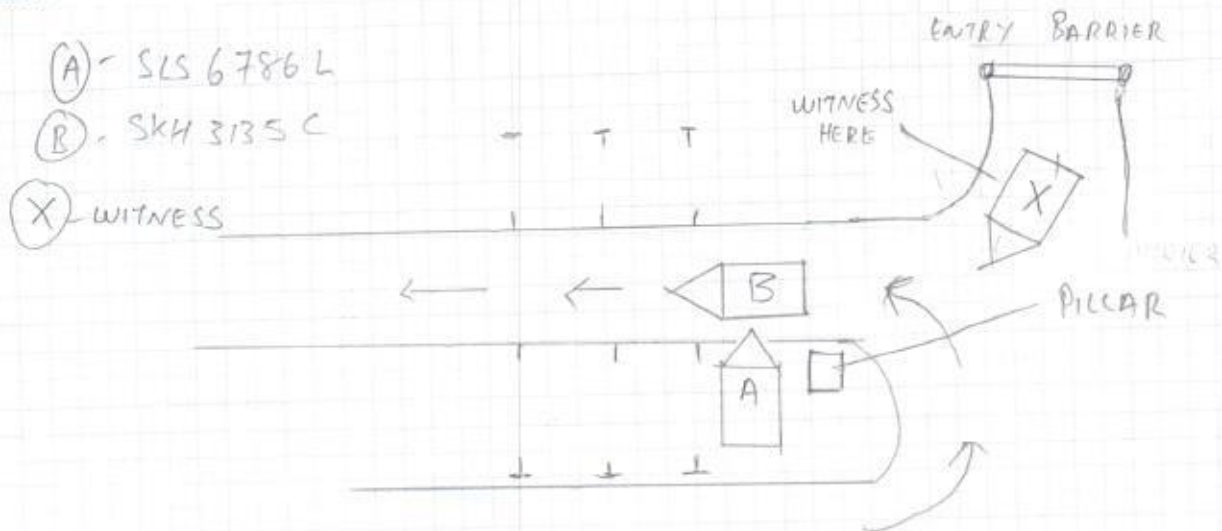 ENTRY BARRIER
(A) - SLS 6786 L
(B) - SKH 3135 C
WITNESS
HERE
(X) - WITNESS
X
B
PILLAR
A